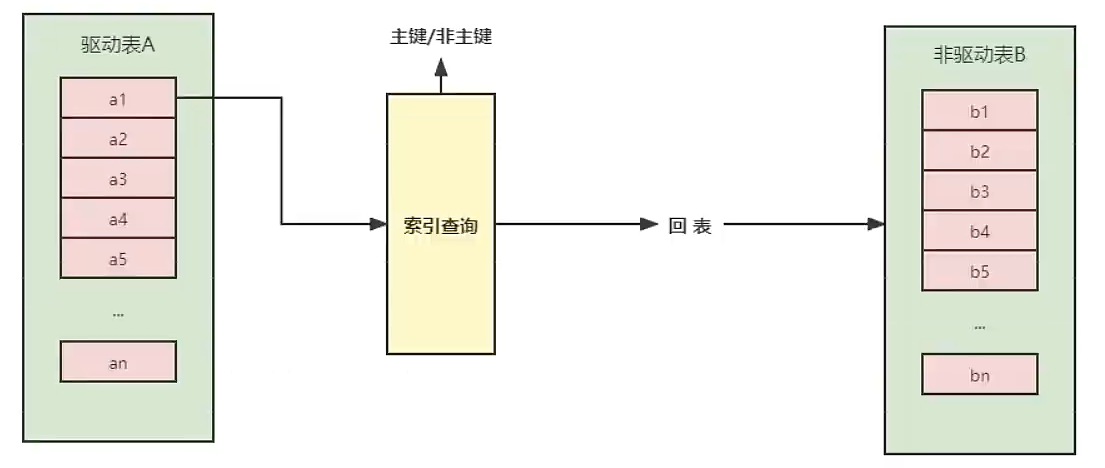 驱动表A
a1
a2
a3
a4
a5
...
an
主键/非主键
索引查询
回 表
非驱动表B
b1
b2
b3
b4
b5
...
bn